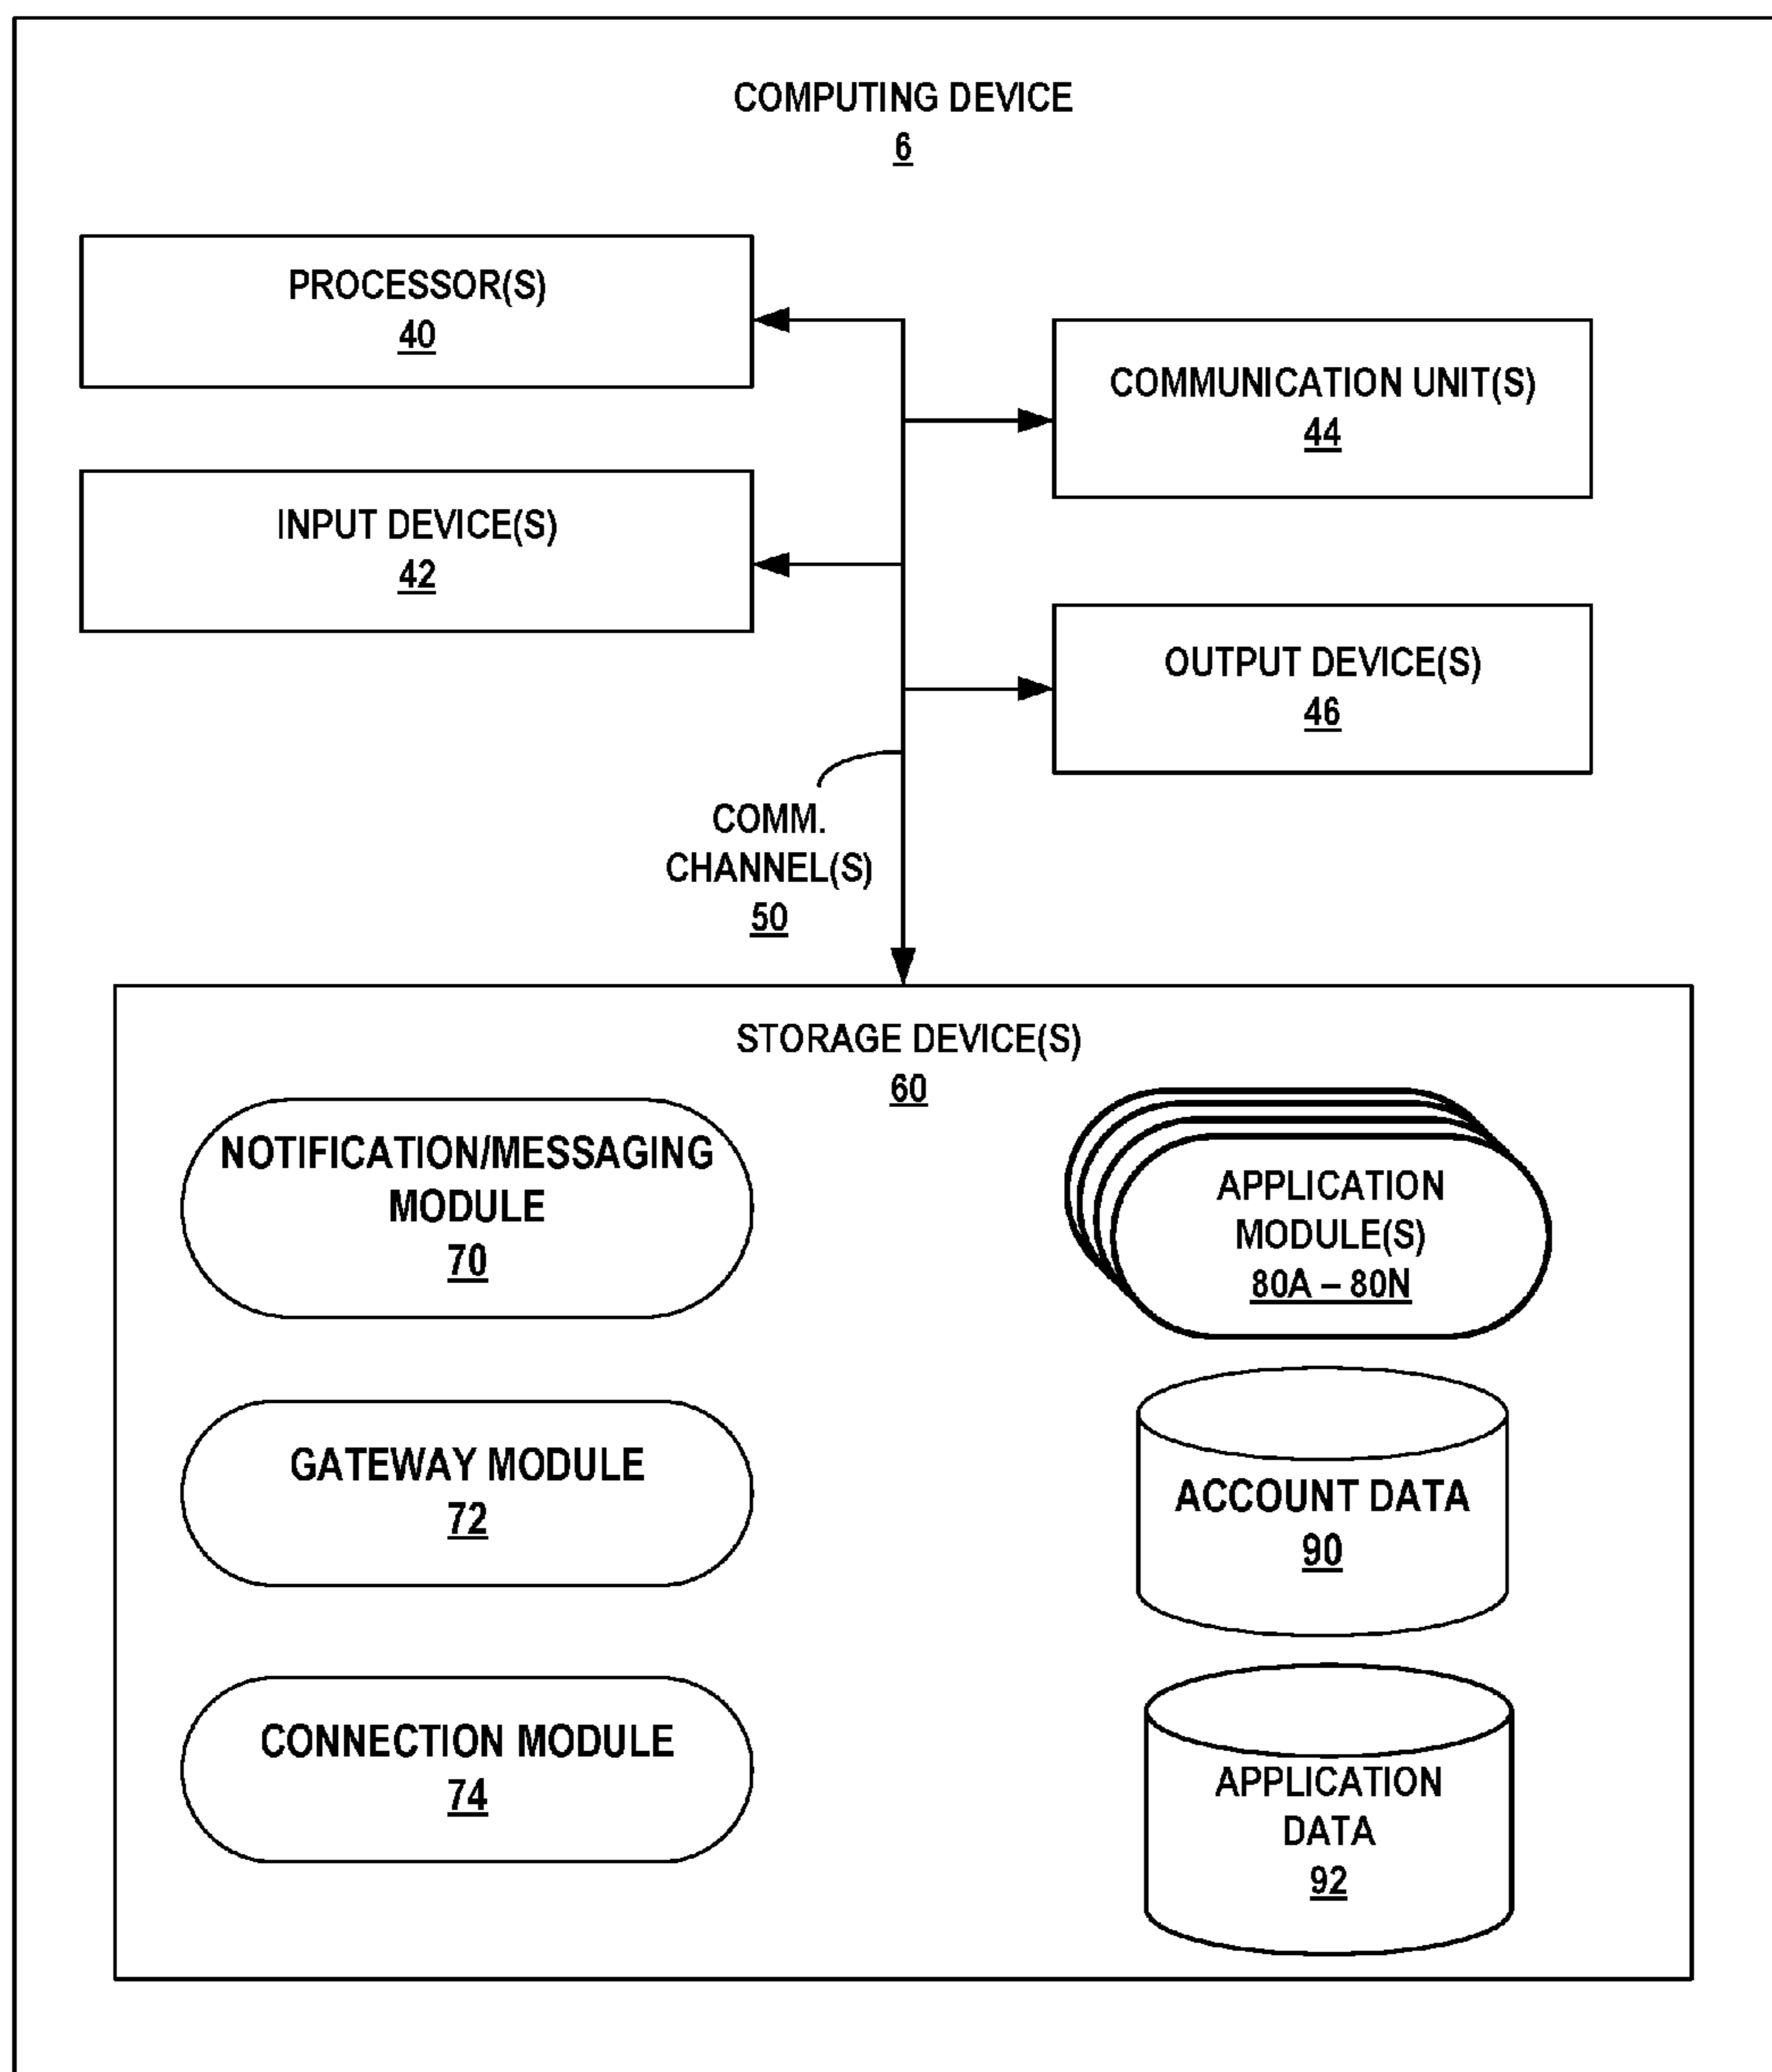 COMPUTING DEVICE
6
PROCESSOR(S)
40
COMMUNICATION UNIT(S)
44
INPUT DEVICE(S)
42
OUTPUT DEVICE(S)
46
COMM.
CHANNEL(S)
50
STORAGE DEVICE(S)
60
NOTIFICATION/MESSAGING
MODULE
70
APPLICATION
MODULE(S)
80A – 80N
GATEWAY MODULE
72
ACCOUNT DATA
90
CONNECTION MODULE
74
APPLICATION
DATA
92